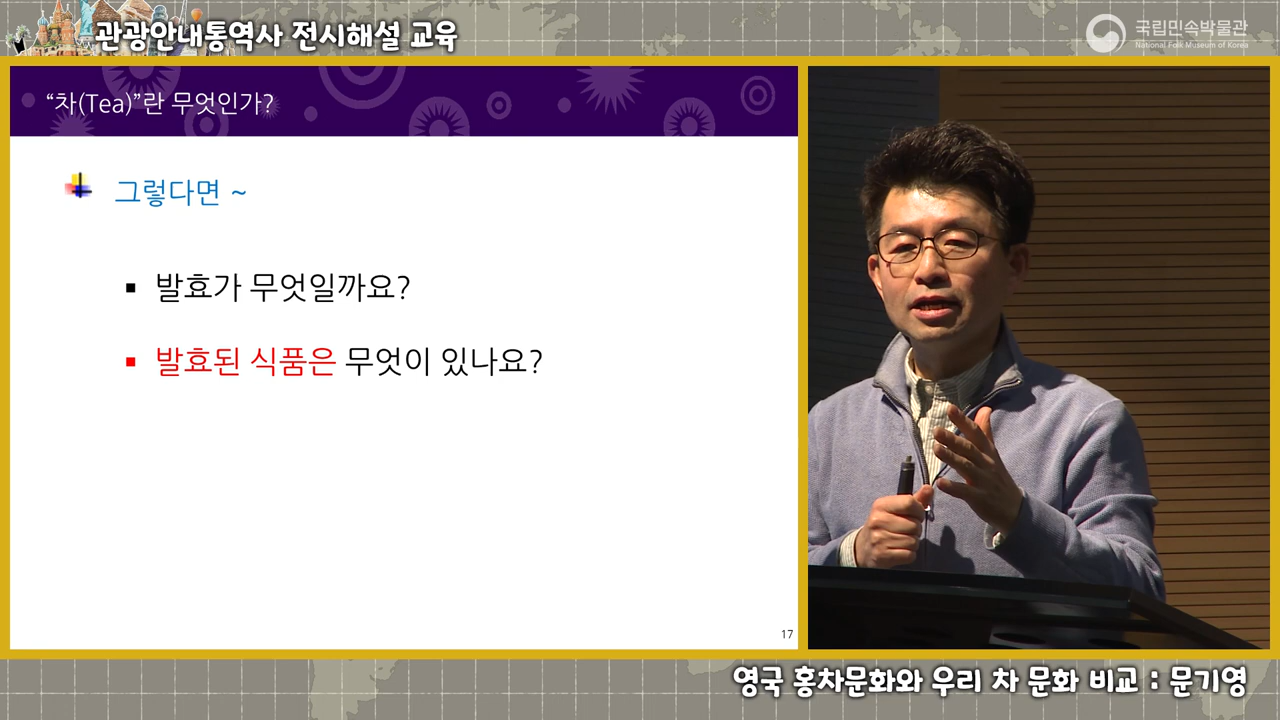 관광안내통역사 전시해설 교육
국립민속박물관
National Folk Museum of Korea
“차(Tea)”란 무엇인가?
그렇다면 ~
▪ 발효가 무엇일까요?
▪ 발효된 식품은 무엇이 있나요?
17
영국 홍차문화와 우리 차 문화 비교 : 문기영